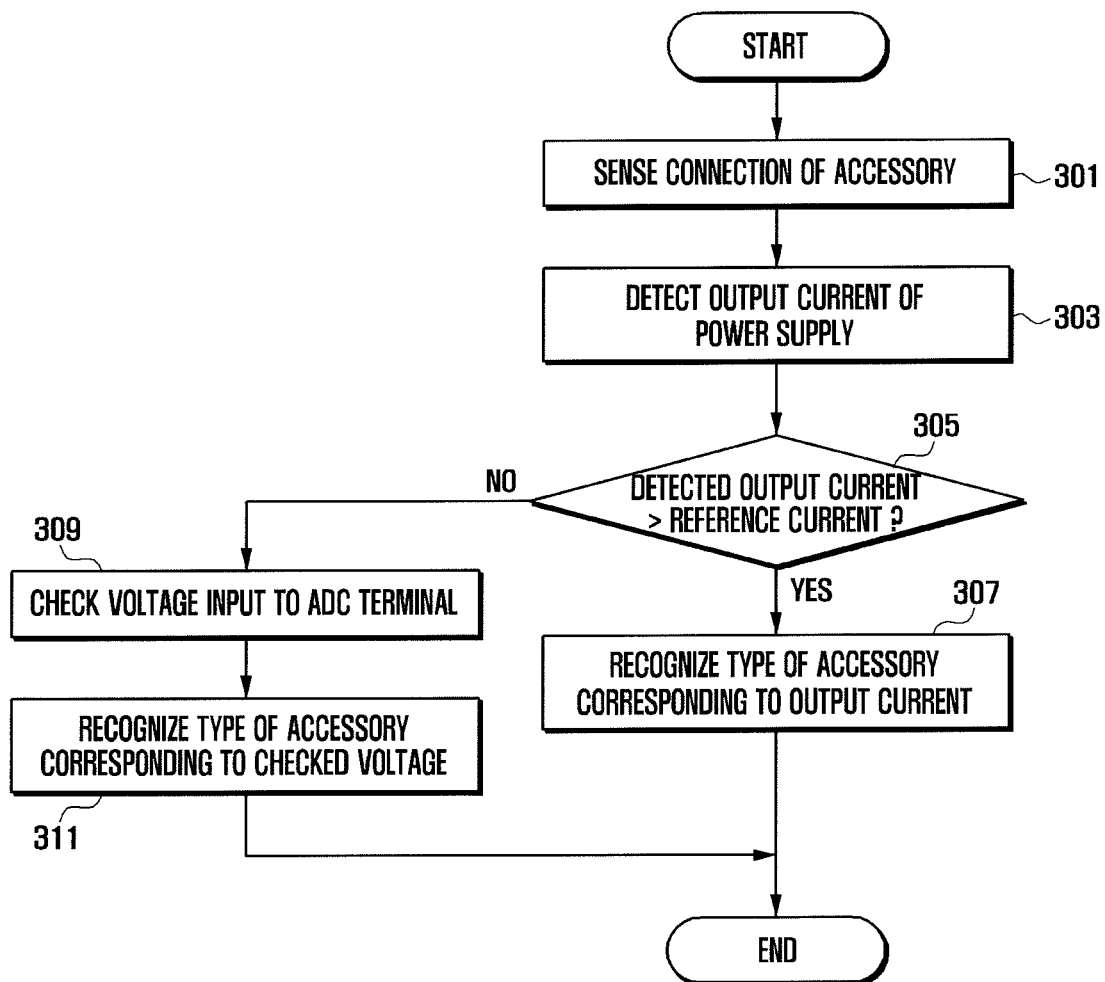 START
SENSE CONNECTION OF ACCESSORY
301
DETECT OUTPUT CURRENT OF
POWER SUPPLY
303
305
DETECTED OUTPUT CURRENT
> REFERENCE CURRENT ?
NO
YES
309
CHECK VOLTAGE INPUT TO ADC TERMINAL
307
RECOGNIZE TYPE OF ACCESSORY
CORRESPONDING TO OUTPUT CURRENT
RECOGNIZE TYPE OF ACCESSORY
CORRESPONDING TO CHECKED VOLTAGE
311
END